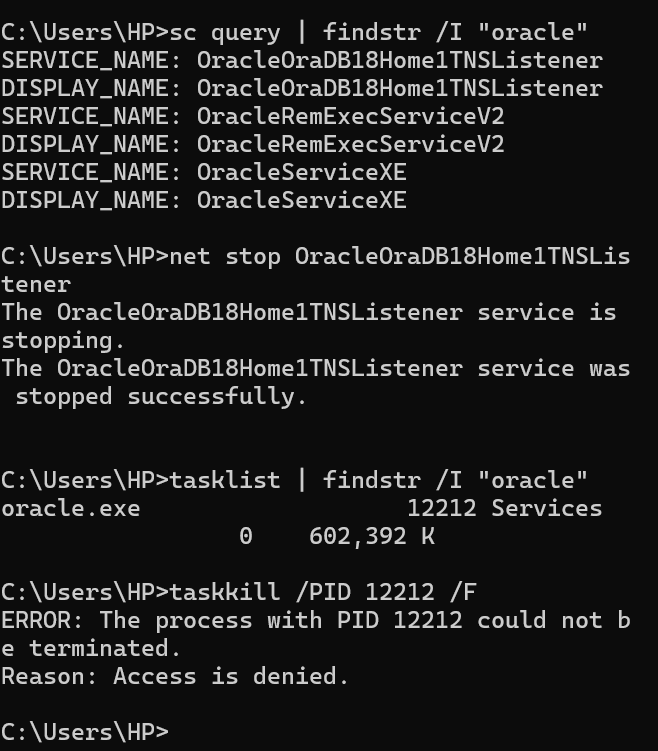 C:\Users\HP>sc query | findstr /I "oracle"
SERVICE_NAME: OracleOraDB18Home1TNSListener
DISPLAY_NAME: OracleOraDB18Home1TNSListener
SERVICE_NAME: OracleRemExecServiceV2
DISPLAY_NAME: OracleRemExecServiceV2
SERVICE_NAME: OracleServiceXE
DISPLAY_NAME: OracleServiceXE
C:\Users\HP>net stop OracleOraDB18Home1TNSLis
tener
The OracleOraDB18Home1TNSListener service is
stopping.
The OracleOraDB18Home1TNSListener service was
 stopped successfully.
C:\Users\HP>tasklist | findstr /I "oracle"
oracle.exe                   12212 Services
                 0    602,392 K
C:\Users\HP>taskkill /PID 12212 /F
ERROR: The process with PID 12212 could not b
e terminated.
Reason: Access is denied.
C:\Users\HP>